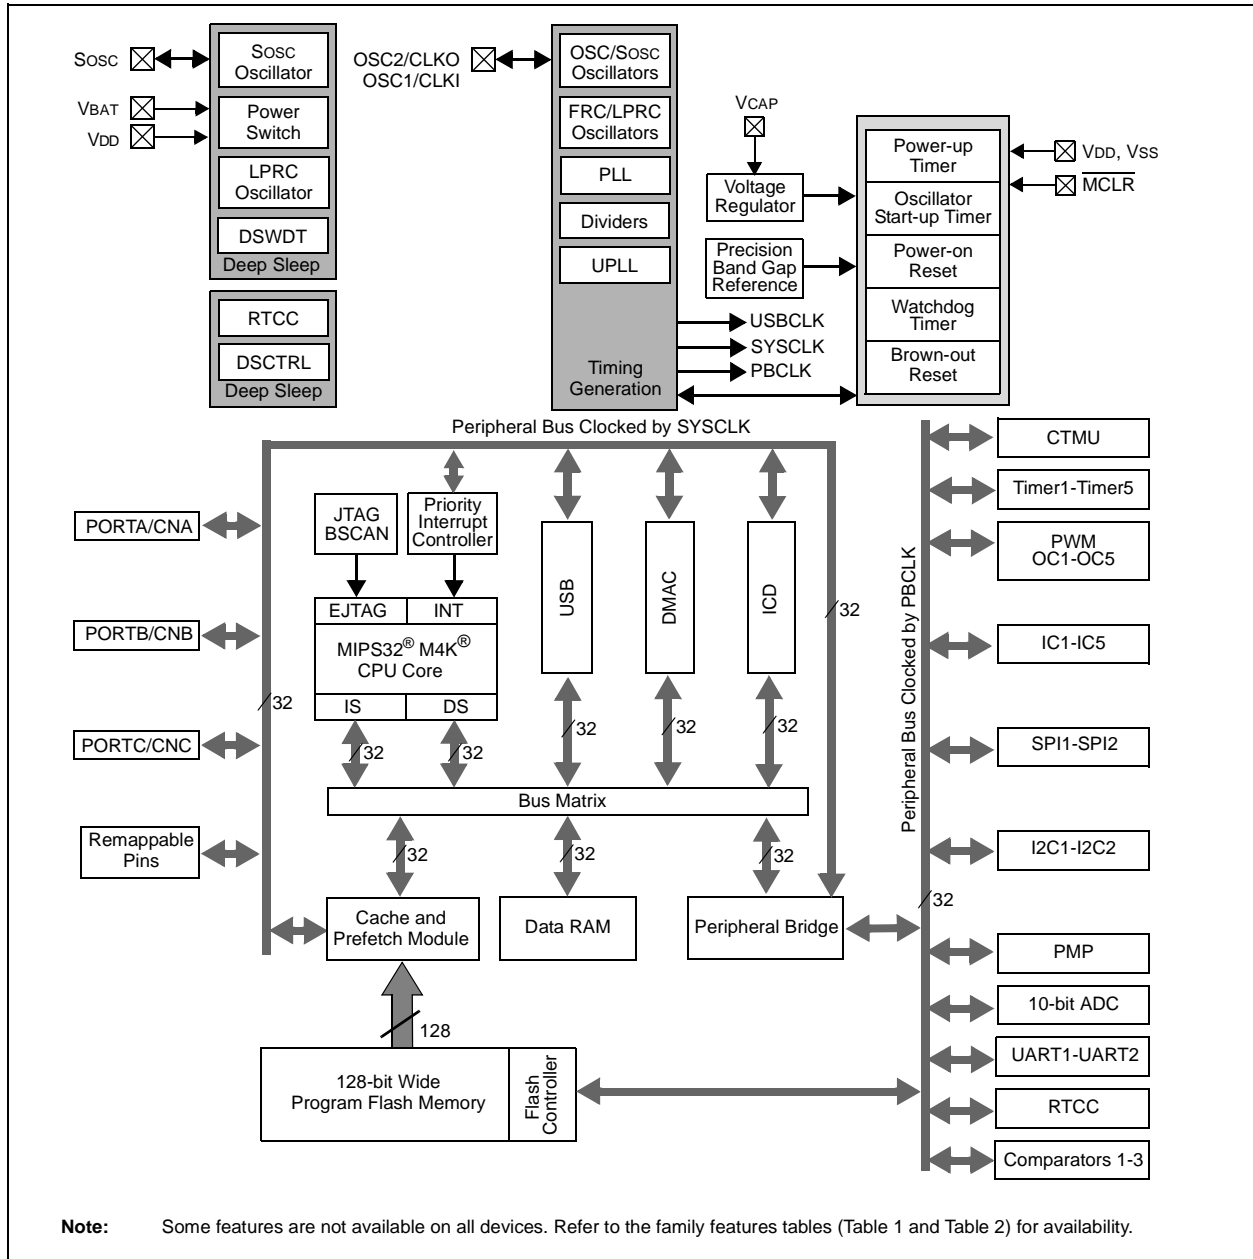 SOSC
SOSC
Oscillator
VBAT
VDD
Power
Switch
LPRC
Oscillator
DSWDT
Deep Sleep
RTCC
DSCTRL
Deep Sleep
OSC2/CLKO
OSC1/CLKI
OSC/SOSC
Oscillators
FRC/LPRC
Oscillators
PLL
Dividers
UPLL
Timing
Generation
USBCLK
SYSCLK
PBCLK
VCAP
Voltage
Regulator
Precision
Band Gap
Reference
Power-up
Timer
Oscillator
Start-up Timer
Power-on
Reset
Watchdog
Timer
Brown-out
Reset
VDD, VSS
MCLR
Peripheral Bus Clocked by SYSCLK
PORTA/CNA
PORTB/CNB
PORTC/CNC
Remappable
Pins
32
JTAG
BSCAN
Priority
Interrupt
Controller
EJTAG
INT
MIPS32® M4K®
CPU Core
IS
DS
32
32
USB
32
DMAC
32
ICD
32
32
Bus Matrix
32
32
32
Cache and
Prefetch Module
Data RAM
Peripheral Bridge
128
128-bit Wide
Program Flash Memory
Flash
Controller
Peripheral Bus Clocked by PBCLK
32
CTMU
Timer1-Timer5
PWM
OC1-OC5
IC1-IC5
SPI1-SPI2
I2C1-I2C2
PMP
10-bit ADC
UART1-UART2
RTCC
Comparators 1-3
Note: Some features are not available on all devices. Refer to the family features tables (Table 1 and Table 2) for availability.